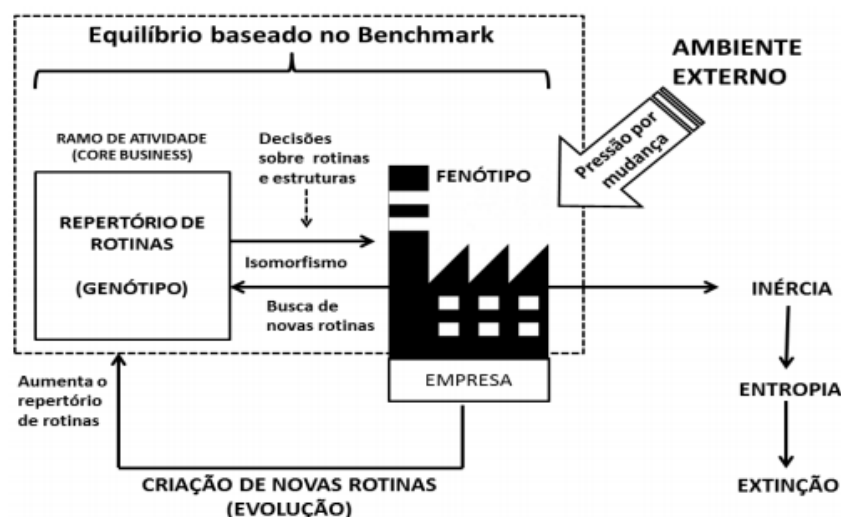 Equilíbrio baseado no Benchmark
AMBIENTE
EXTERNO
Pressão por
mudança
RAMO DE ATIVIDADE
(CORE BUSINESS)
Decisões
sobre rotinas
e estruturas
FENÓTIPO
REPERTÓRIO DE
ROTINAS
(GENÓTIPO)
Isomorfismo
Busca de
novas rotinas
INÉRCIA
EMPRESA
ENTROPIA
Aumenta o
repertório
de rotinas
CRIAÇÃO DE NOVAS ROTINAS
(EVOLUÇÃO)
EXTINÇÃO